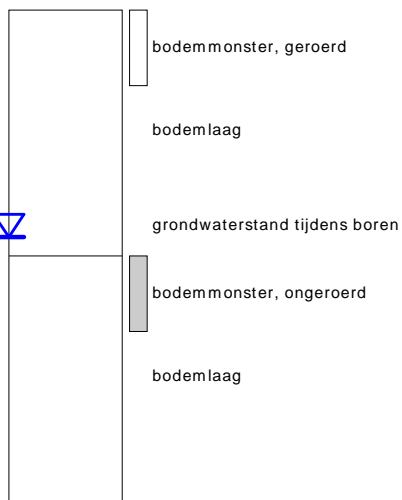 bodemmonster, geroerd
bodemlaag
grondwaterstand tijdens boren
bodemmonster, ongeroerd
bodemlaag